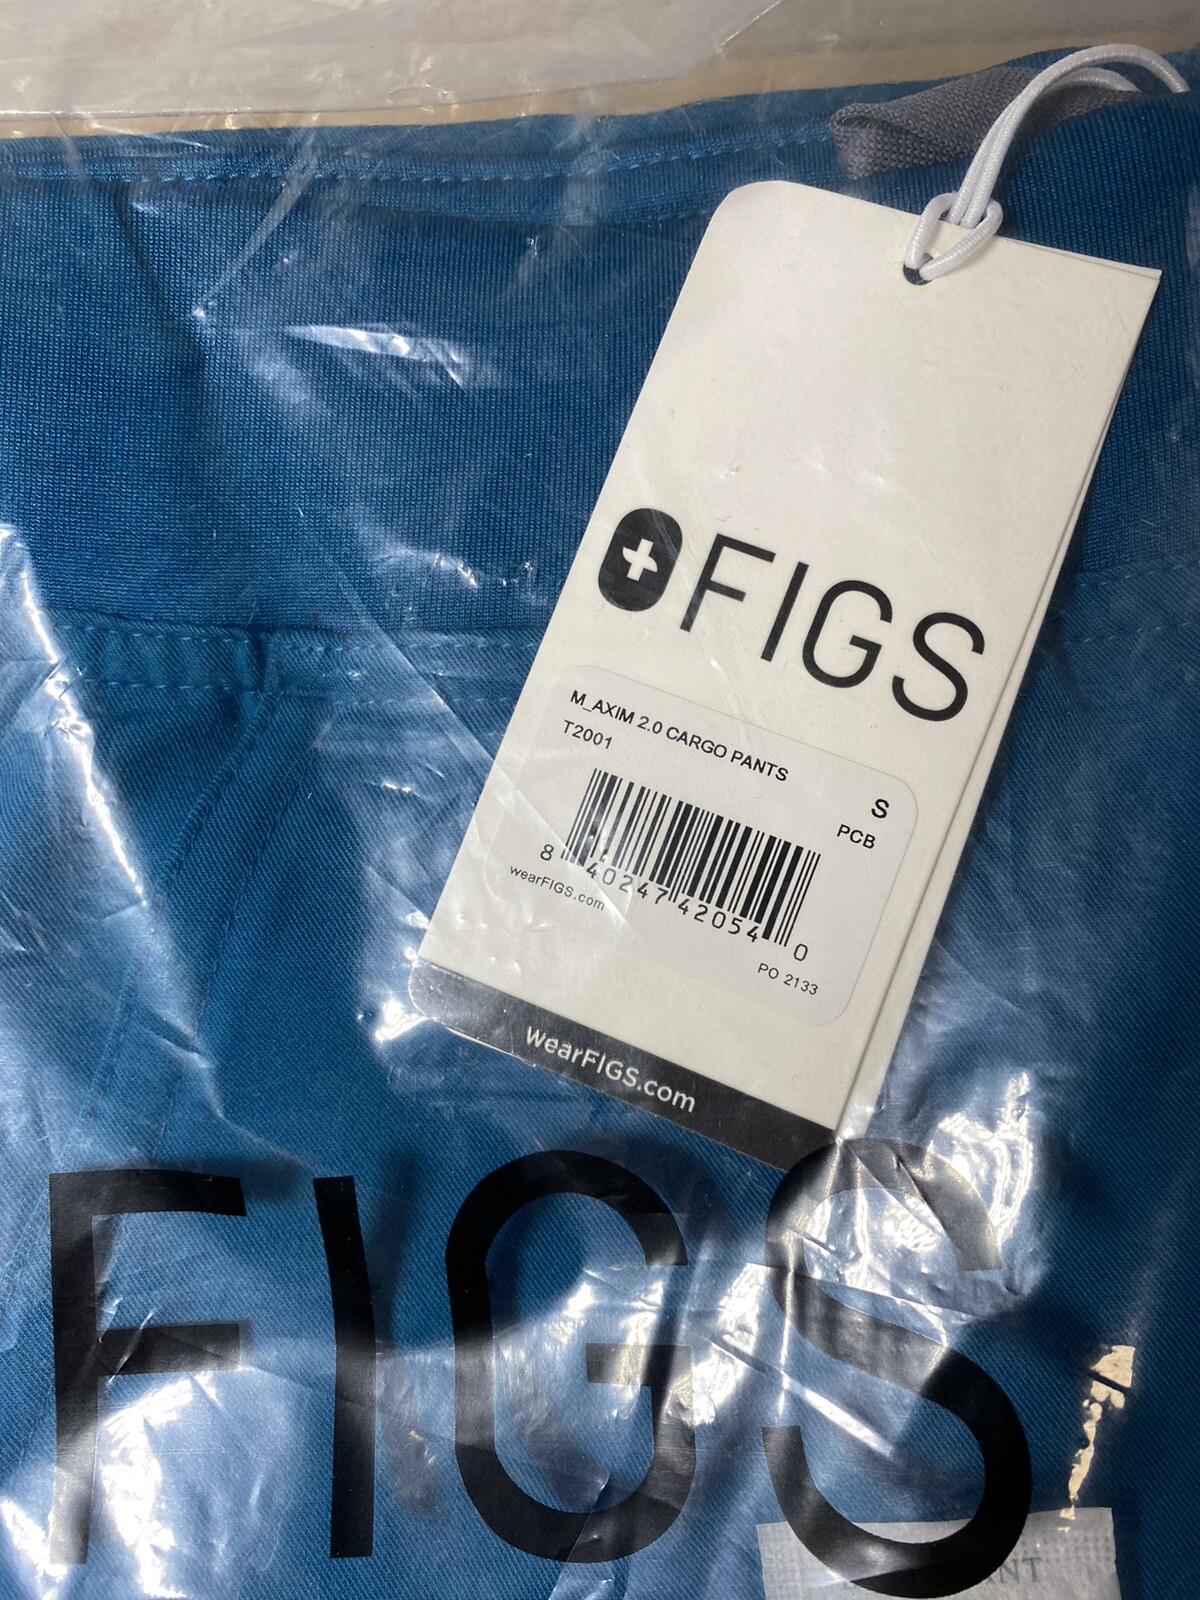 FIGS
M_AXIM 2.0 CARGO PANTS
T2001
S
PCB
8 40247 42054 0
wearFIGS.com
PO 2133
wearFIGS.com
FIGS